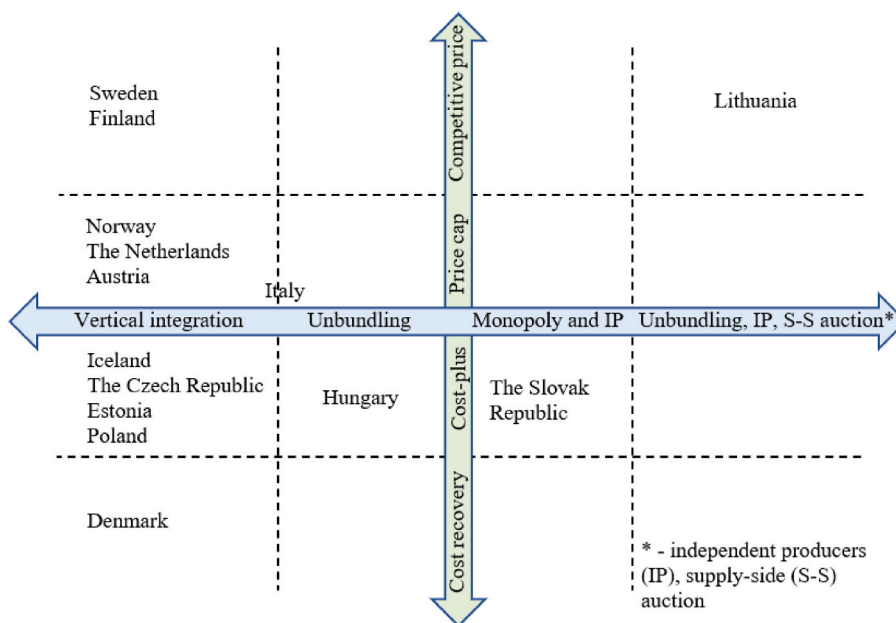 Competitive price
Sweden
Finland
Lithuania
Price cap
Norway
The Netherlands
Austria
Italy
Vertical integration
Unbundling
Monopoly and IP
Unbundling, IP, S-S auction*
Cost-plus
Iceland
The Czech Republic
Estonia
Poland
Hungary
The Slovak
Republic
Cost recovery
Denmark
* - independent producers
(IP), supply-side (S-S)
auction